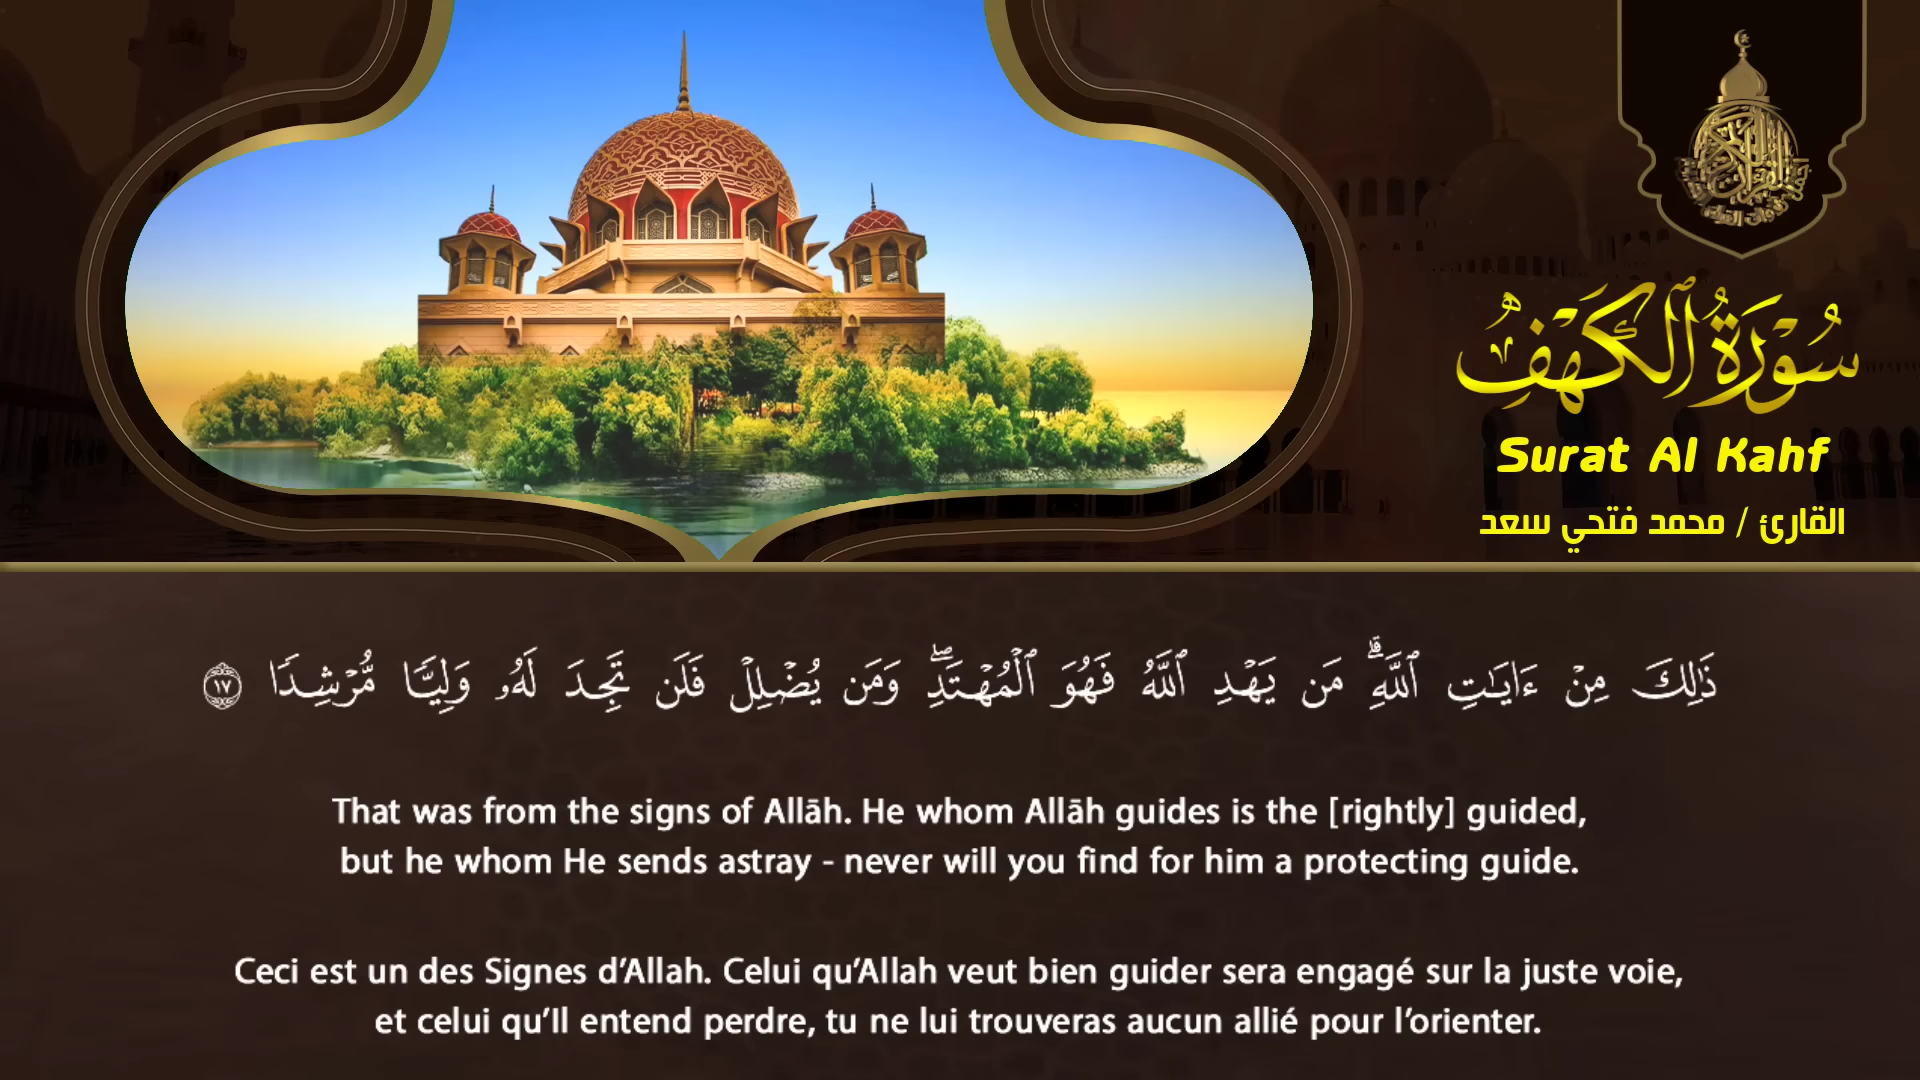 سُورَةُ ٱلْكَهْفِ
Surat Al Kahf
القارئ / محمد فتحي سعد
ذَٰلِكَ مِنْ ءَايَـٰتِ ٱللَّهِ ۗ مَن يَهْدِ ٱللَّهُ فَهُوَ ٱلْمُهْتَدِ ۖ وَمَن يُضْلِلْ فَلَن تَجِدَ لَهُۥ وَلِيًّا مُّرْشِدًا ١٧
That was from the signs of Allāh. He whom Allāh guides is the [rightly] guided,
but he whom He sends astray - never will you find for him a protecting guide.
Ceci est un des Signes d’Allah. Celui qu’Allah veut bien guider sera engagé sur la juste voie,
et celui qu’Il entend perdre, tu ne lui trouveras aucun allié pour l’orienter.